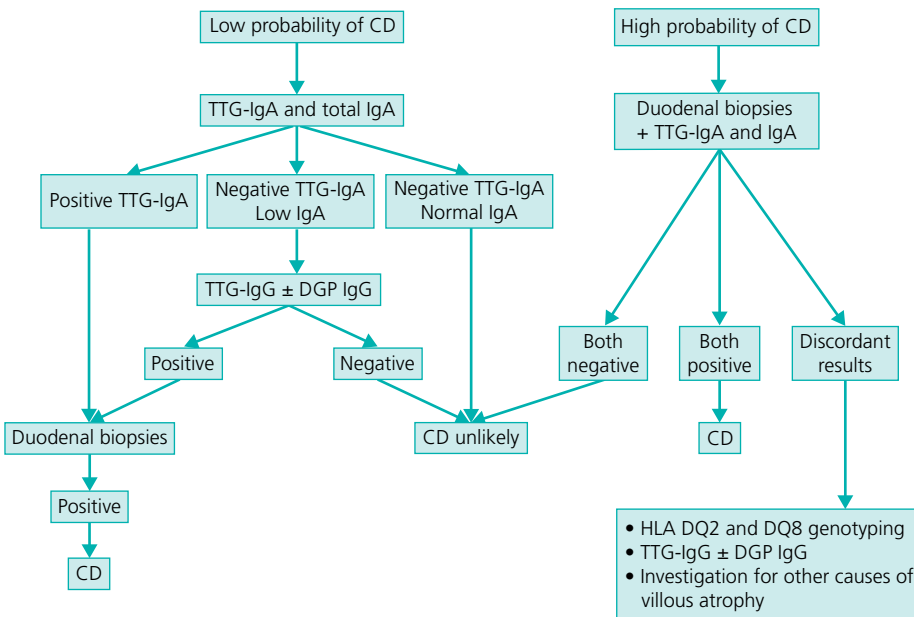 Low probability of CD
TTG-IgA and total IgA
Positive TTG-IgA
Negative TTG-IgA
Low IgA
Negative TTG-IgA
Normal IgA
TTG-IgG ± DGP IgG
Positive
Negative
Duodenal biopsies
CD unlikely
Positive
CD
High probability of CD
Duodenal biopsies
+ TTG-IgA and IgA
Both
negative
Both
positive
Discordant
results
CD
• HLA DQ2 and DQ8 genotyping
• TTG-IgG ± DGP IgG
• Investigation for other causes of
villous atrophy